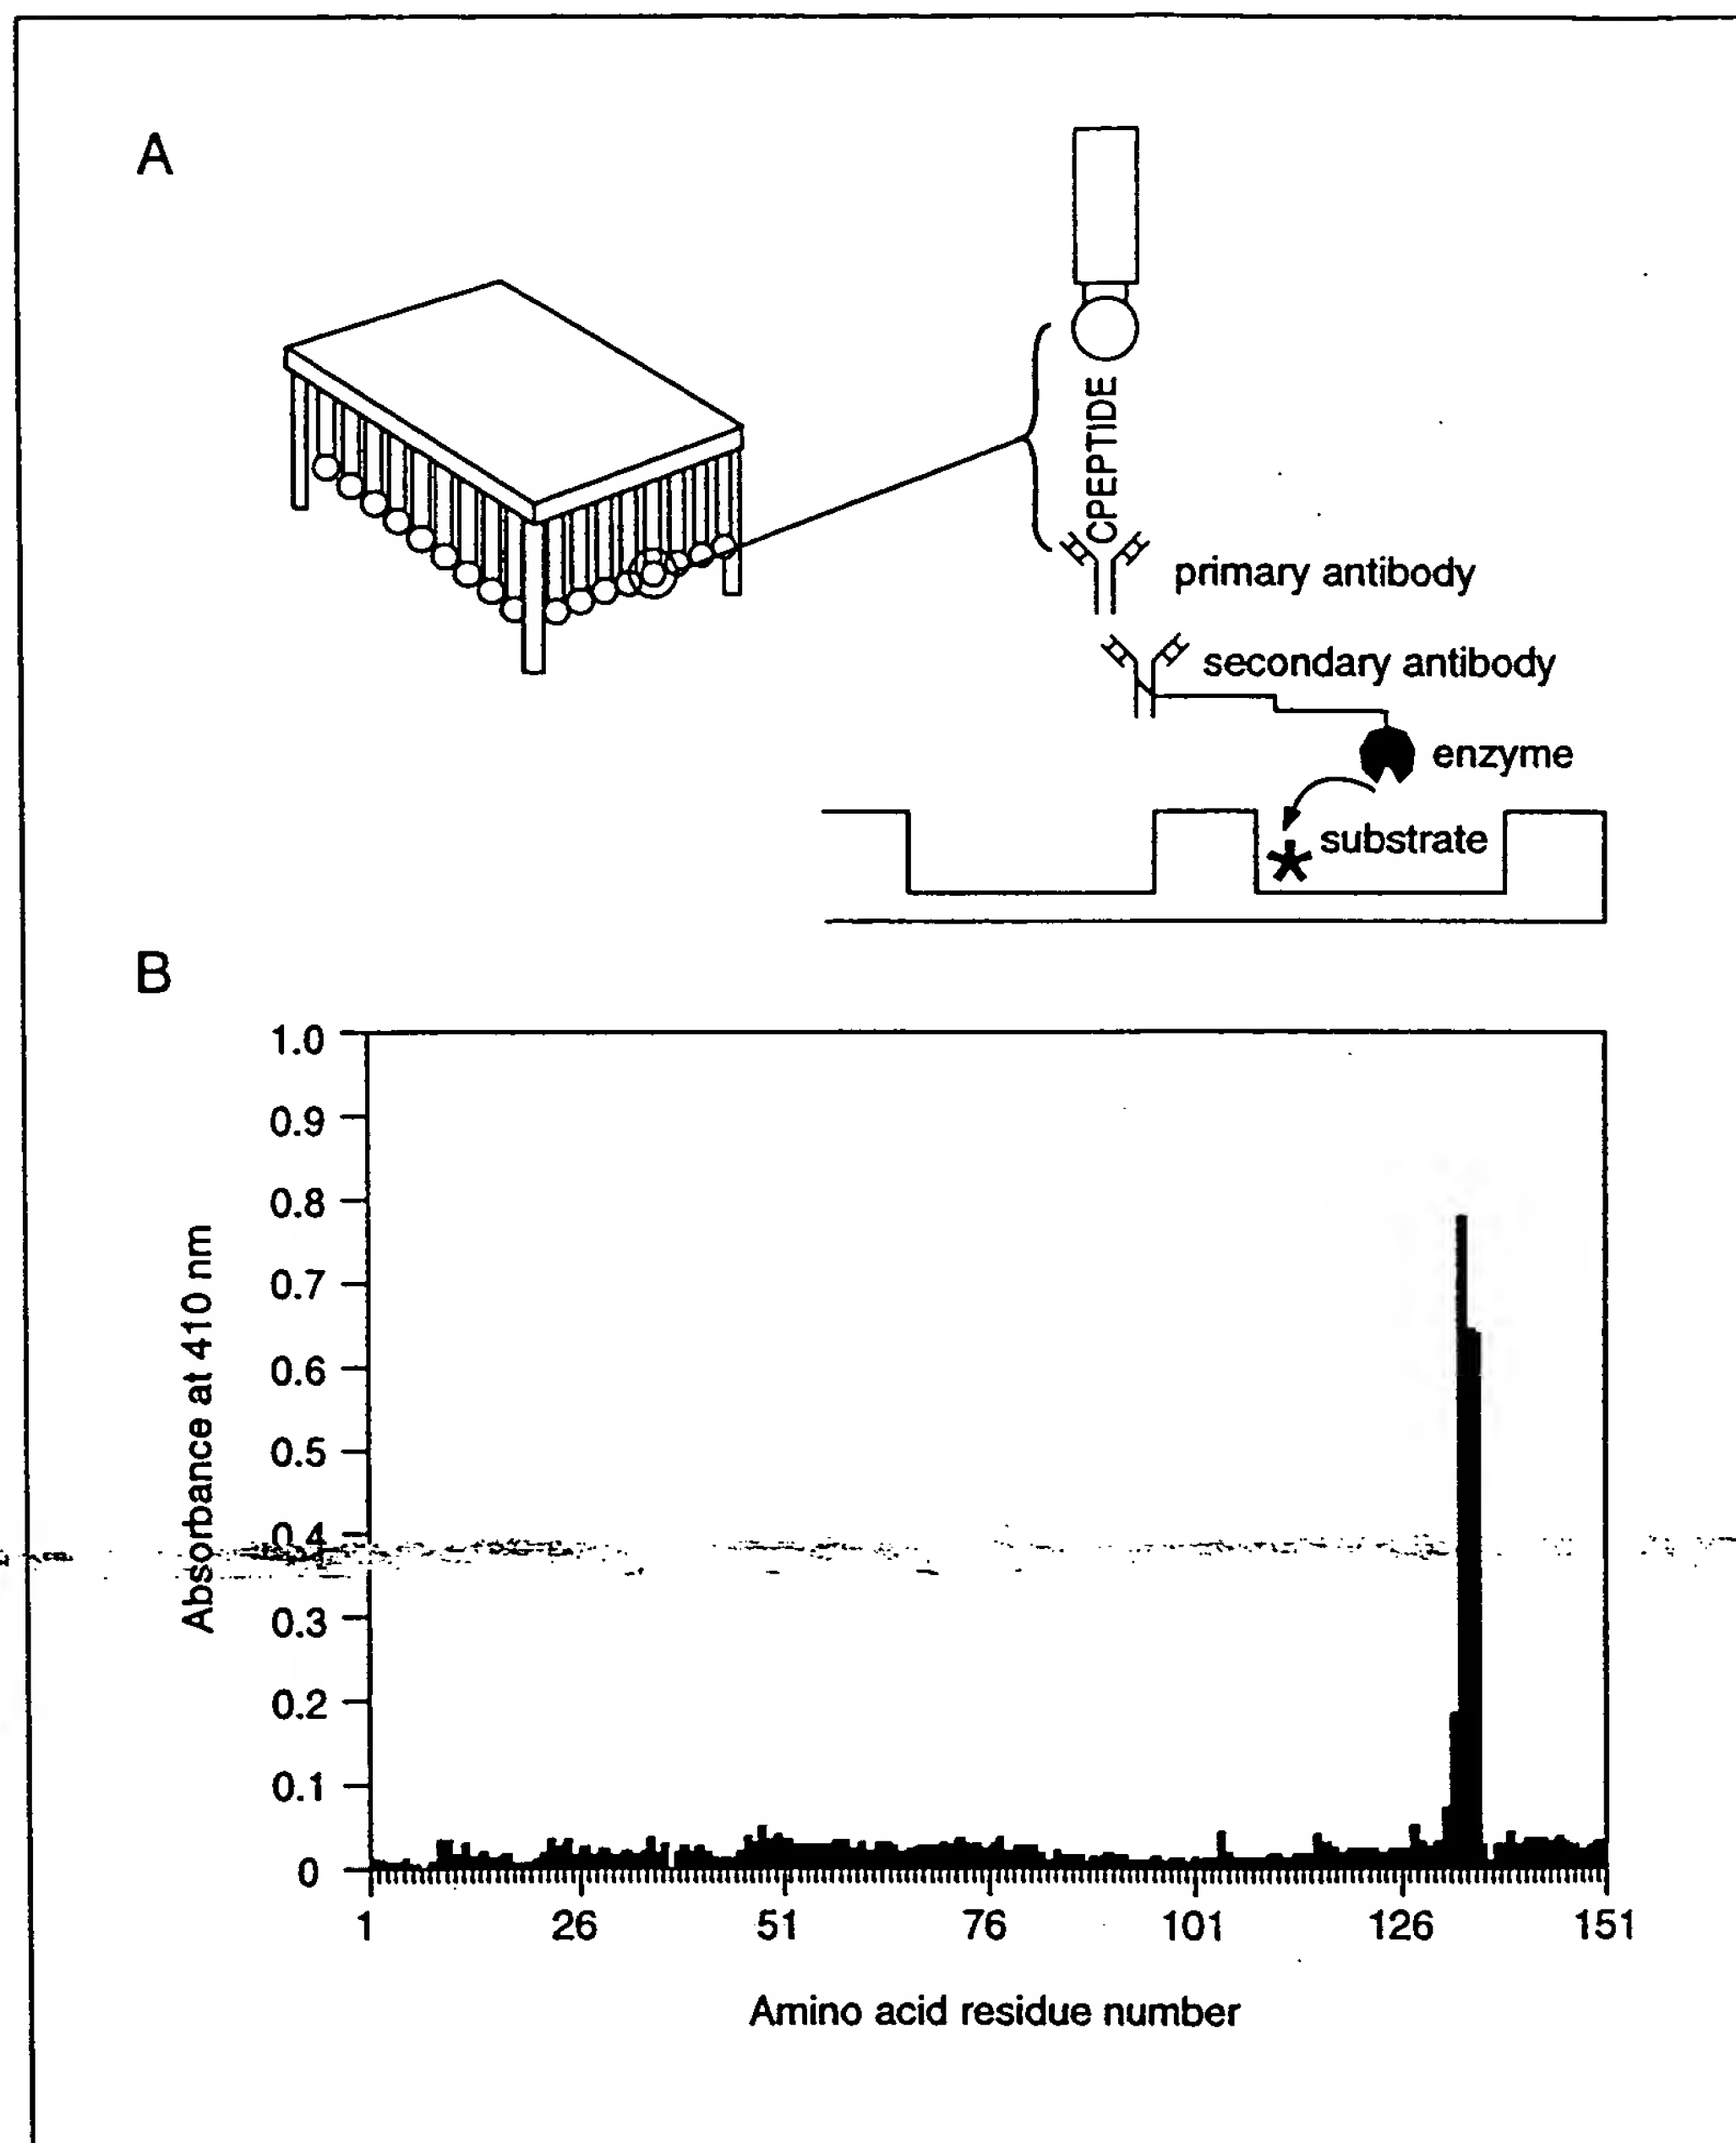 A
CPEPTIDE
primary antibody
secondary antibody
enzyme
substrate
B
1.0
0.9
0.8
0.7
0.6
0.5
0.4
0.3
0.2
0.1
0
Absorbance at 410 nm
1 26 51 76 101 126 151
Amino acid residue number